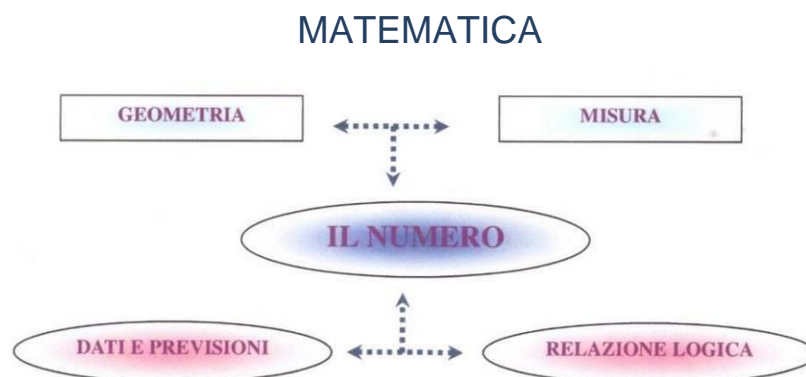 MATEMATICA
GEOMETRIA
MISURA
IL NUMERO
DATI E PREVISIONI
RELAZIONE LOGICA